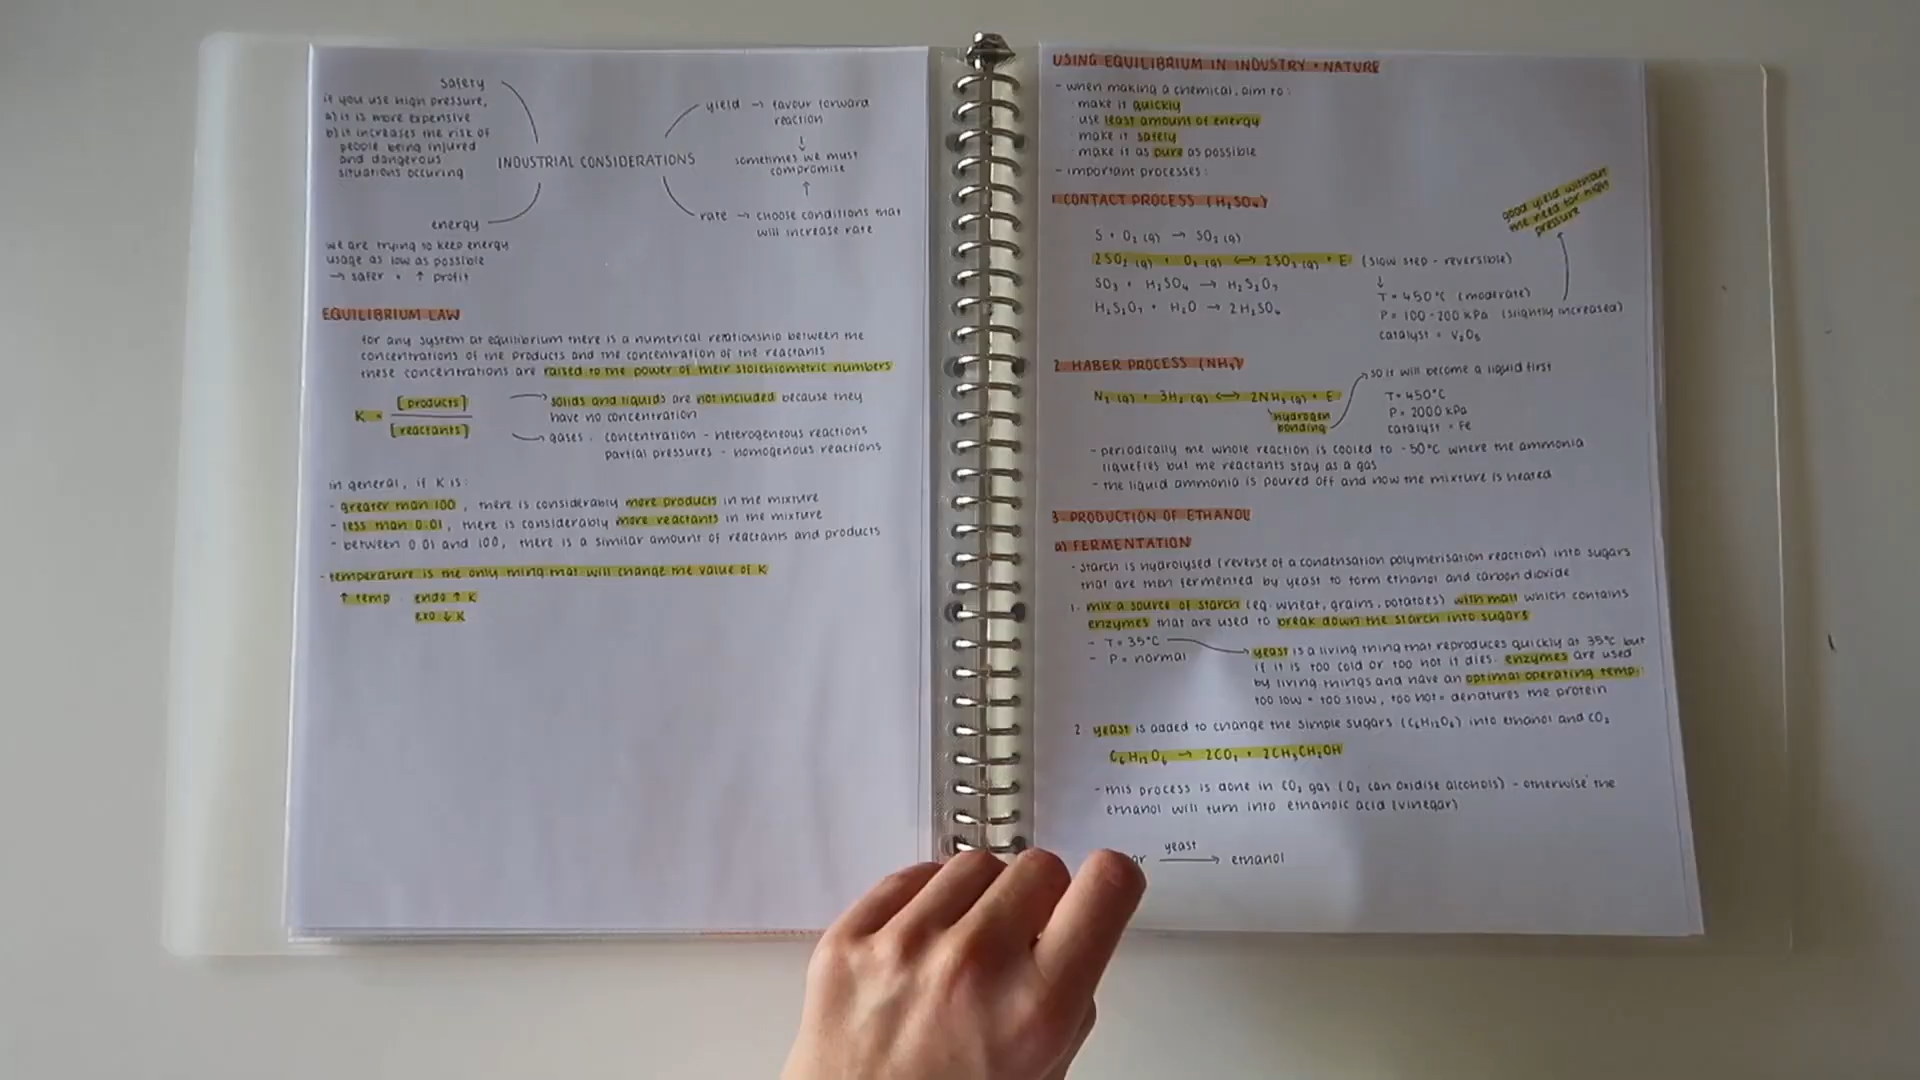 safety
if you use high pressure,
a) it is more expensive
b) it increases the risk of
people being injured
and dangerous
situations occuring
INDUSTRIAL CONSIDERATIONS
yield → favour forward
reaction
↓
sometimes we must
compromise
↑
rate → choose conditions that
will increase rate
energy
we are trying to keep energy
usage as low as possible
→ safer + ↑ profit
EQUILIBRIUM LAW
for any system at equilibrium there is a numerical relationship between the
concentrations of the products and the concentration of the reactants
these concentrations are raised to the power of their stoichiometric numbers
K = [products]
[reactants]
→ solids and liquids are not included because they
have no concentration
→ gases: concentration - heterogeneous reactions
partial pressures - homogenous reactions
in general, if K is:
- greater than 100, there is considerably more products in the mixture
- less than 0.01, there is considerably more reactants in the mixture
- between 0.01 and 100, there is a similar amount of reactants and products
- temperature is the only thing that will change the value of K
↑ temp : endo ↑ K
exo ↓ K
USING EQUILIBRIUM IN INDUSTRY + NATURE
- when making a chemical, aim to:
· make it quickly
· use least amount of energy
· make it safely
· make it as pure as possible
- important processes:
1. CONTACT PROCESS (H₂SO₄)
S + O₂ (g) → SO₂ (g)
2SO₂ (g) + O₂ (g) ⟷ 2SO₃ (g) + E (slow step - reversible)
SO₃ + H₂SO₄ → H₂S₂O₇
H₂S₂O₇ + H₂O → 2H₂SO₄
↓
T = 450°C (moderate)
P = 100-200 kPa (slightly increased)
catalyst = V₂O₅
good yield without
the need for high
pressure
2. HABER PROCESS (NH₃)
N₂ (g) + 3H₂ (g) ⟷ 2NH₃ (g) + E
hydrogen
bonding
so it will become a liquid first
T = 450°C
P = 2000 kPa
catalyst = Fe
- periodically the whole reaction is cooled to -50°C where the ammonia
liquefies but the reactants stay as a gas
- the liquid ammonia is poured off and now the mixture is heated
3. PRODUCTION OF ETHANOL
a) FERMENTATION
- starch is hydrolysed (reverse of a condensation polymerisation reaction) into sugars
that are then fermented by yeast to form ethanol and carbon dioxide
1. mix a source of starch (eg. wheat, grains, potatoes) with malt which contains
enzymes that are used to break down the starch into sugars
- T = 35°C
- P = normal
yeast is a living thing that reproduces quickly at 35°C but
if it is too cold or too hot it dies. enzymes are used
by living things and have an optimal operating temp:
too low = too slow, too hot = denatures the protein
2. yeast is added to change the simple sugars (C₆H₁₂O₆) into ethanol and CO₂
C₆H₁₂O₆ → 2CO₂ + 2CH₃CH₂OH
- this process is done in CO₂ gas (O₂ can oxidise alcohols) - otherwise the
ethanol will turn into ethanoic acid (vinegar)
ar yeast → ethanol